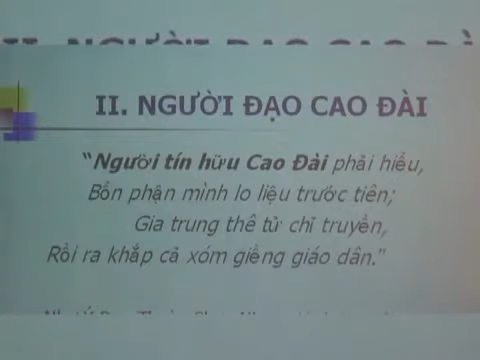 II. NGƯỜI ĐẠO CAO ĐÀI
"Người tín hữu Cao Đài phải hiểu,
Bổn phận mình lo liệu trước tiên;
Gia trung thê tử chỉ truyền,
Rồi ra khắp cả xóm giềng giáo dân."